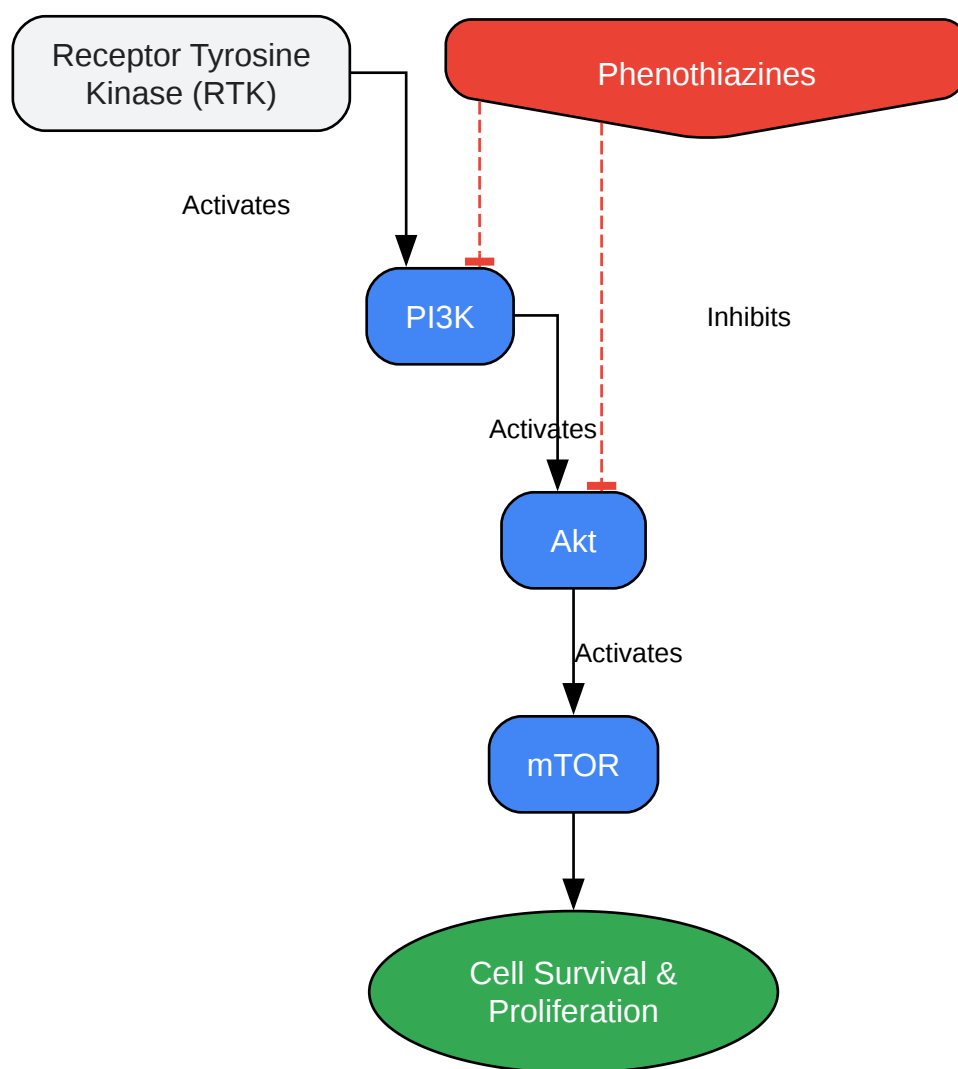 Receptor Tyrosine
Kinase (RTK)
Phenothiazines
Activates
PI3K
Inhibits
Activates
Akt
Activates
mTOR
Cell Survival &
Proliferation